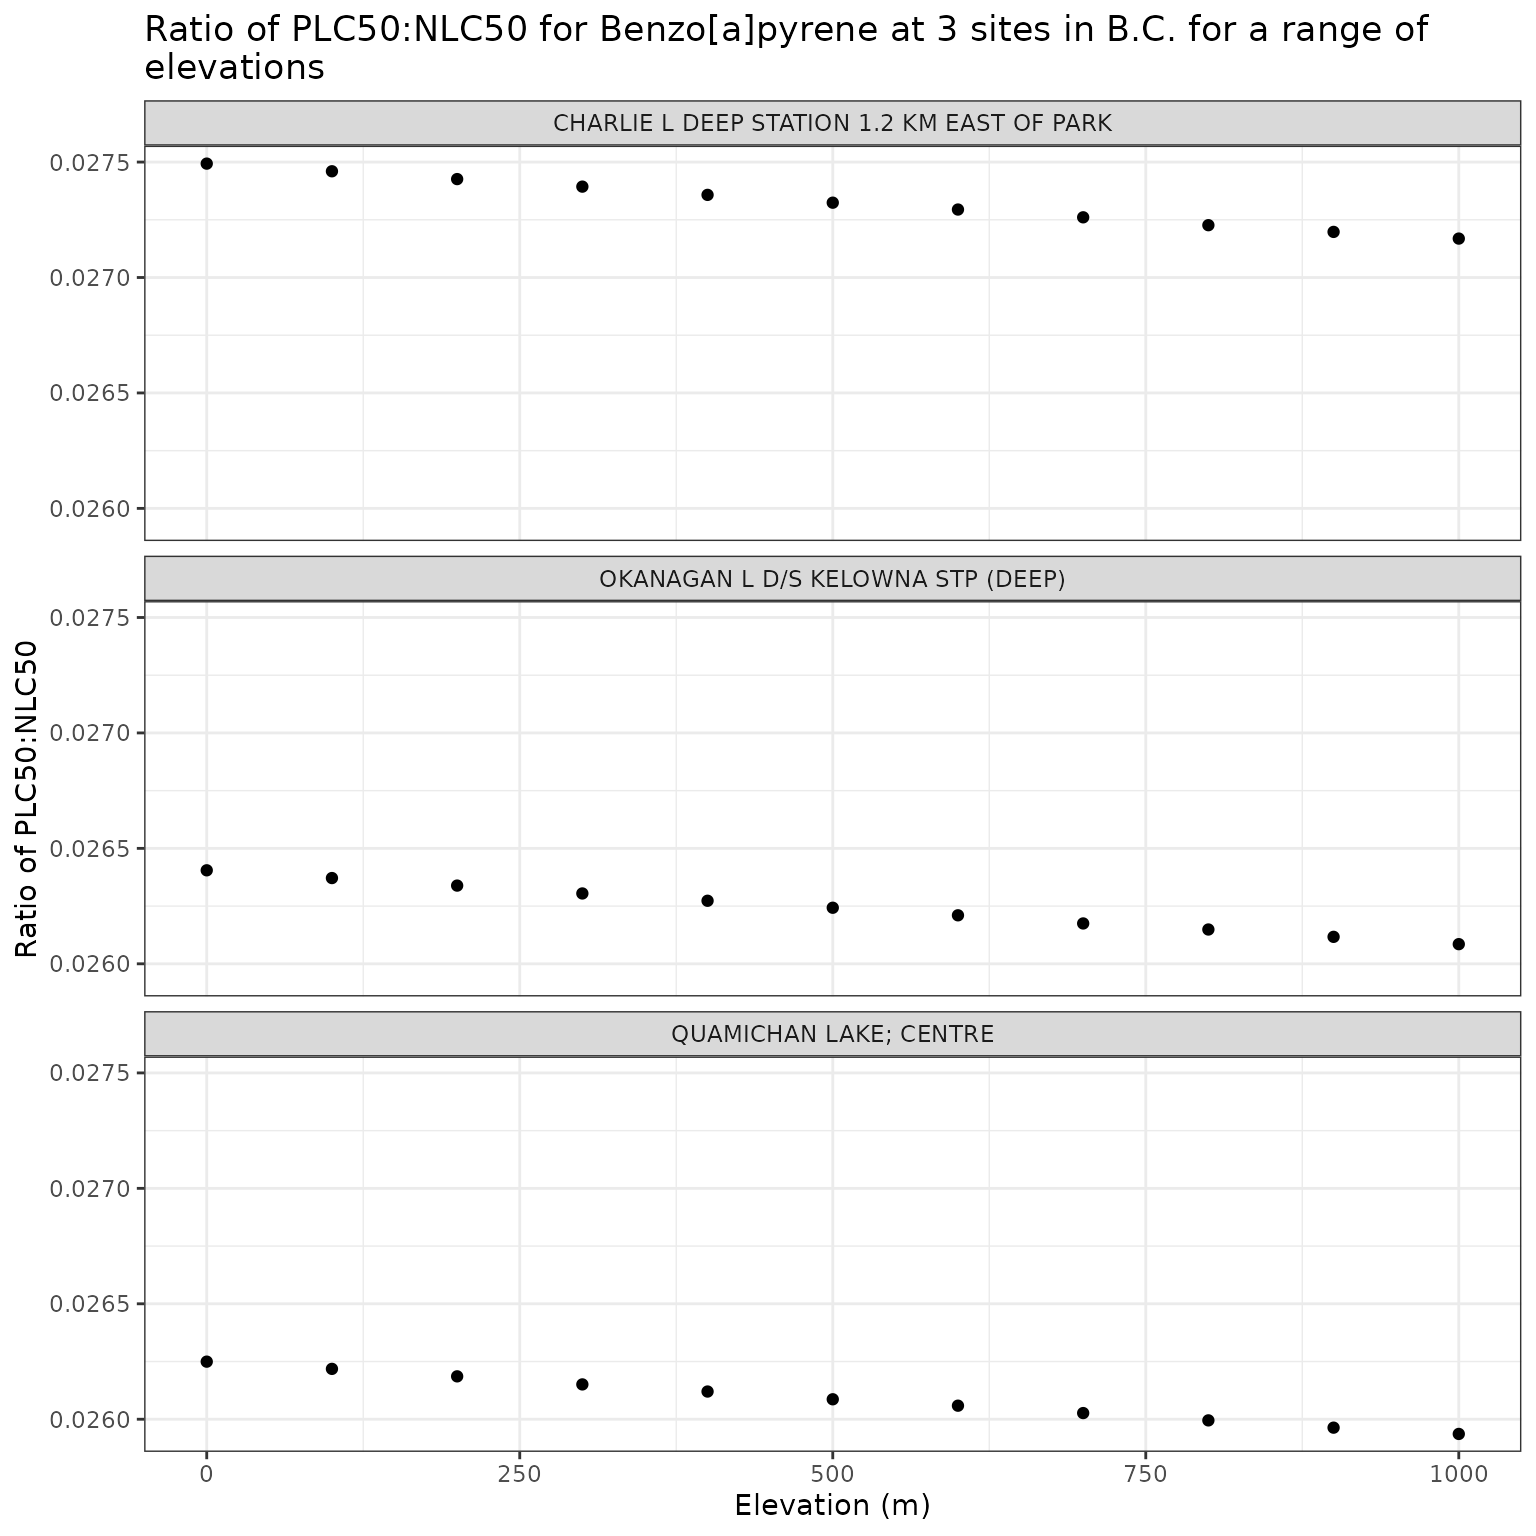 Ratio of PLC50:NLC50 for Benzo[a]pyrene at 3 sites in B.C. for a range of
elevations
CHARLIE L DEEP STATION 1.2 KM EAST OF PARK
0.0275
0.0270
0.0265
0.0260
OKANAGAN L D/S KELOWNA STP (DEEP)
0.0275
0.0270
0.0265
0.0260
Ratio of PLC50:NLC50
QUAMICHAN LAKE; CENTRE
0.0275
0.0270
0.0265
0.0260
0 250 500 750 1000
Elevation (m)